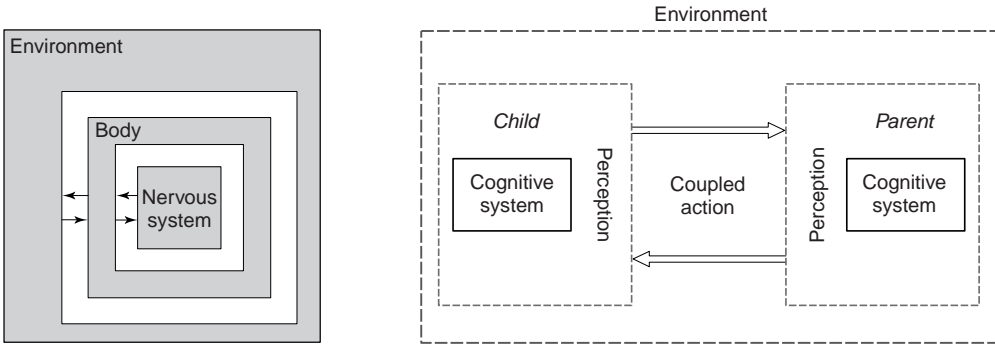 Environment
Body
Nervous
system
Environment
Child
Cognitive
system
Perception
Coupled
action
Perception
Parent
Cognitive
system